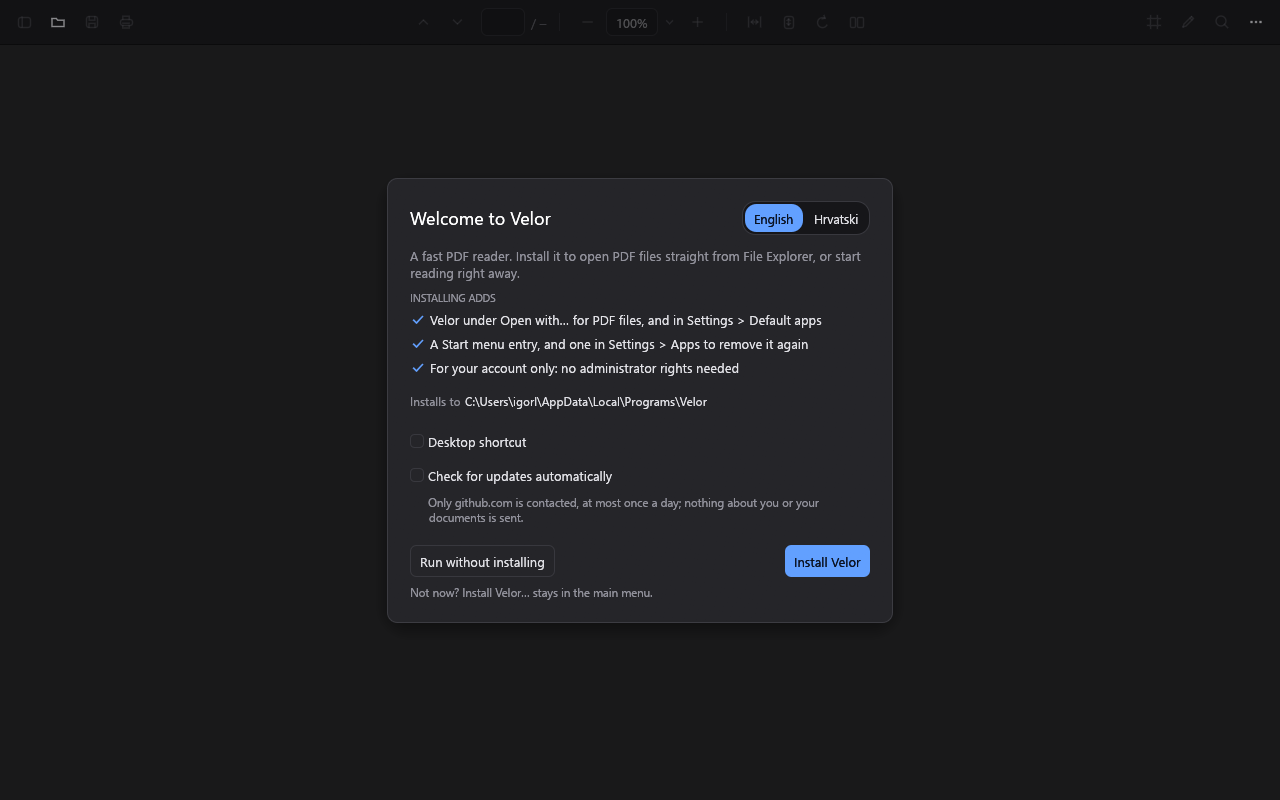 / –
100%
Welcome to Velor
English
Hrvatski
A fast PDF reader. Install it to open PDF files straight from File Explorer, or start
reading right away.
INSTALLING ADDS
Velor under Open with... for PDF files, and in Settings > Default apps
A Start menu entry, and one in Settings > Apps to remove it again
For your account only: no administrator rights needed
Installs to C:\Users\igorl\AppData\Local\Programs\Velor
Desktop shortcut
Check for updates automatically
Only github.com is contacted, at most once a day; nothing about you or your
documents is sent.
Run without installing
Install Velor
Not now? Install Velor... stays in the main menu.